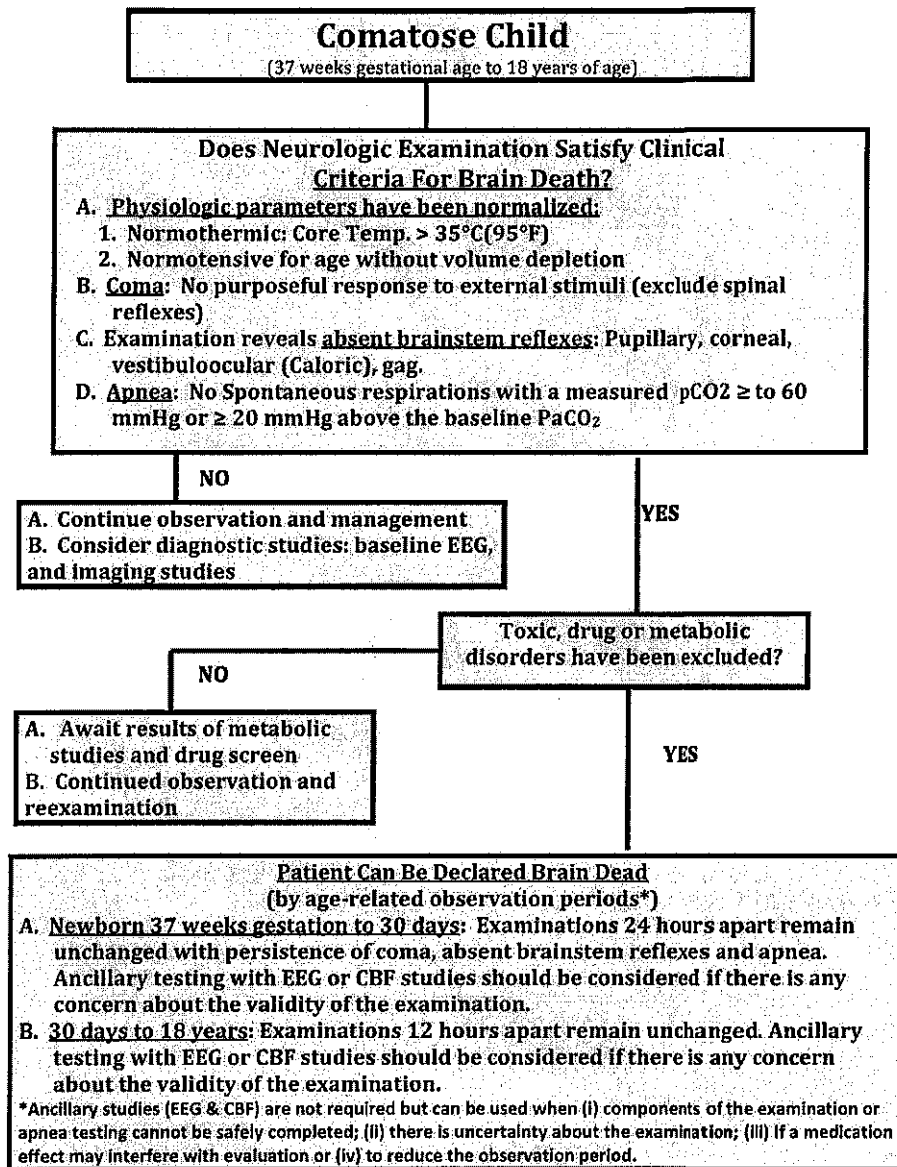 Comatose Child
(37 weeks gestational age to 18 years of age)
Does Neurologic Examination Satisfy Clinical
Criteria For Brain Death?
A. Physiologic parameters have been normalized:
1. Normothermic: Core Temp. > 35°C(95°F)
2. Normotensive for age without volume depletion
B. Coma: No purposeful response to external stimuli (exclude spinal
reflexes)
C. Examination reveals absent brainstem reflexes: Pupillary, corneal,
vestibuloocular (Caloric), gag.
D. Apnea: No Spontaneous respirations with a measured pCO2 ≥ to 60
mmHg or ≥ 20 mmHg above the baseline PaCO₂
NO
YES
A. Continue observation and management
B. Consider diagnostic studies: baseline EEG,
and imaging studies
Toxic, drug or metabolic
disorders have been excluded?
NO
YES
A. Await results of metabolic
studies and drug screen
B. Continued observation and
reexamination
Patient Can Be Declared Brain Dead
(by age-related observation periods*)
A. Newborn 37 weeks gestation to 30 days: Examinations 24 hours apart remain
unchanged with persistence of coma, absent brainstem reflexes and apnea.
Ancillary testing with EEG or CBF studies should be considered if there is any
concern about the validity of the examination.
B. 30 days to 18 years: Examinations 12 hours apart remain unchanged. Ancillary
testing with EEG or CBF studies should be considered if there is any concern
about the validity of the examination.
*Ancillary studies (EEG & CBF) are not required but can be used when (i) components of the examination or
apnea testing cannot be safely completed; (ii) there is uncertainty about the examination; (iii) if a medication
effect may interfere with evaluation or (iv) to reduce the observation period.